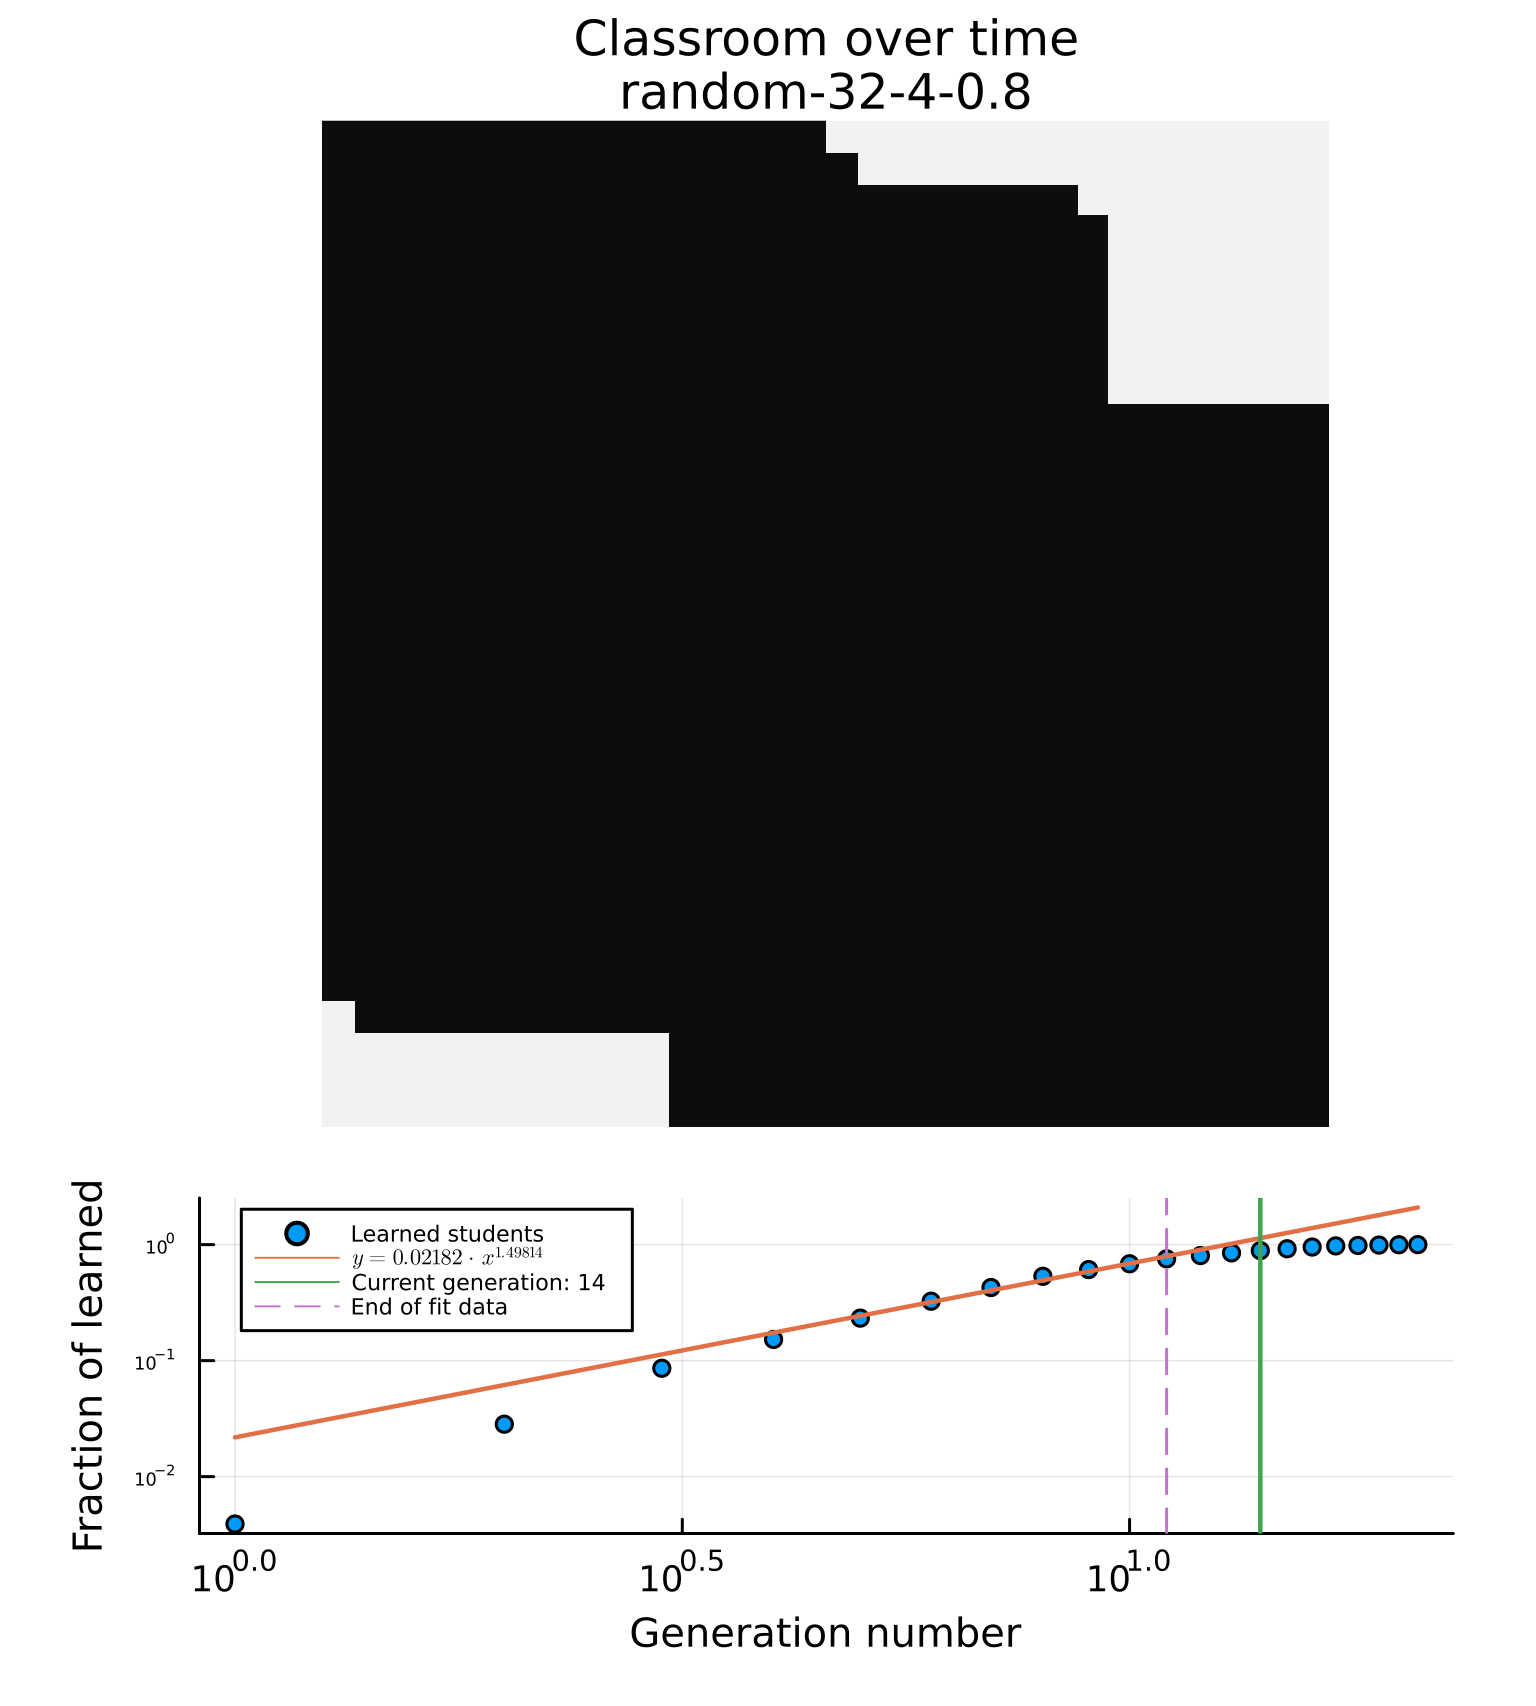 Classroom over time
random-32-4-0.8
Fraction of learned
10^0
10^−1
10^−2
Learned students
y = 0.02182 · x^1.49814
Current generation: 14
End of fit data
10^0.0 10^0.5 10^1.0
Generation number